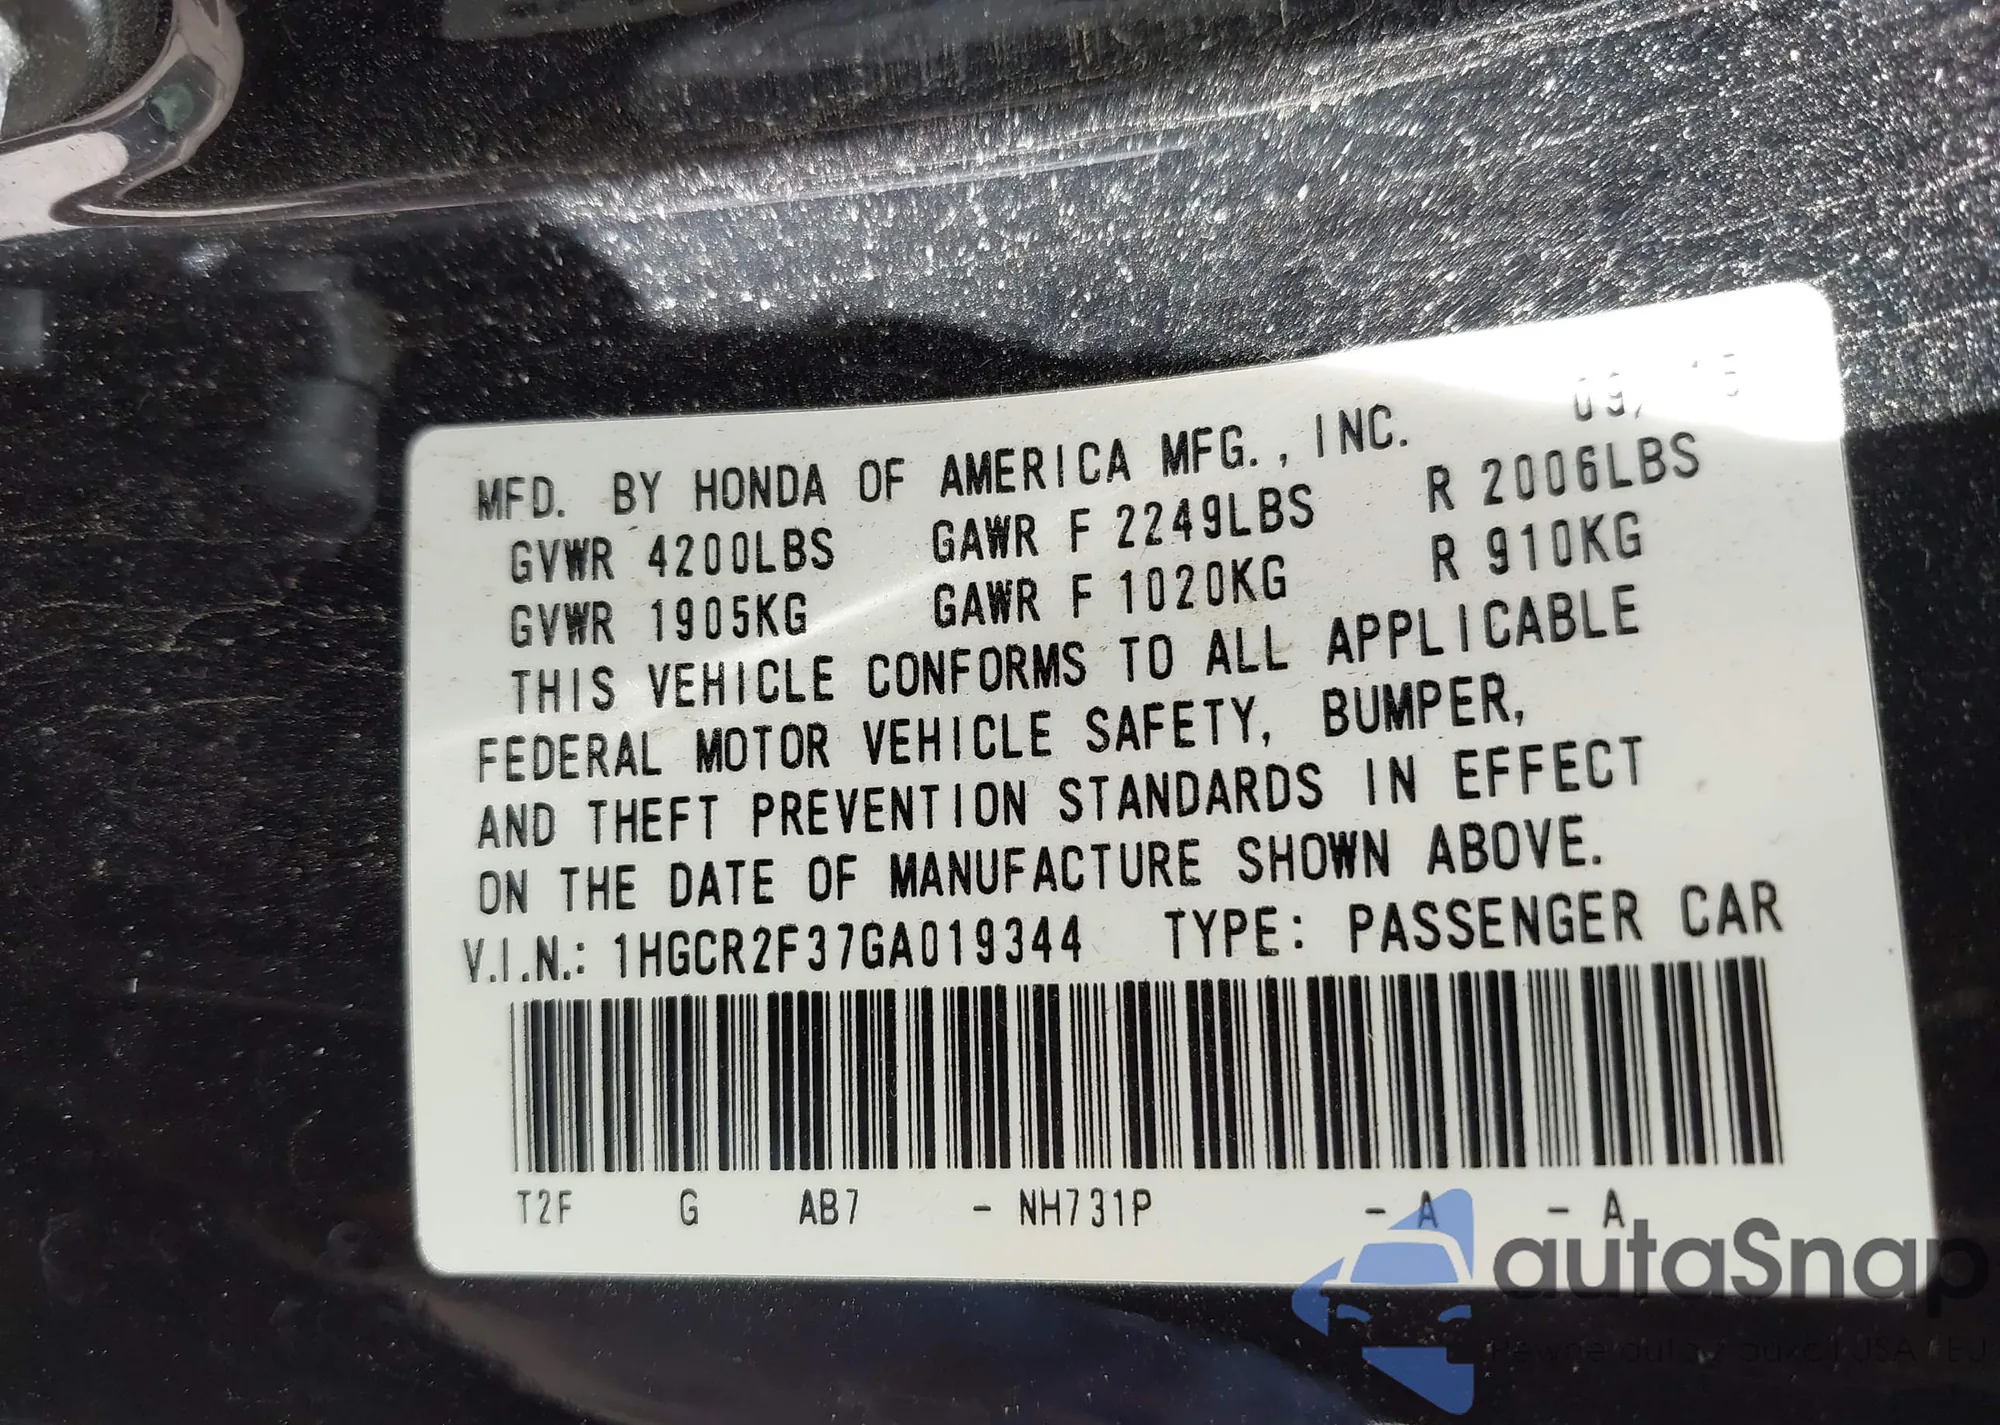 MFD. BY HONDA OF AMERICA MFG., INC.
GVWR 4200LBS GAWR F 2249LBS R 2006LBS
GVWR 1905KG GAWR F 1020KG R 910KG
THIS VEHICLE CONFORMS TO ALL APPLICABLE
FEDERAL MOTOR VEHICLE SAFETY, BUMPER,
AND THEFT PREVENTION STANDARDS IN EFFECT
ON THE DATE OF MANUFACTURE SHOWN ABOVE.
V.I.N.: 1HGCR2F37GA019344 TYPE: PASSENGER CAR
T2F G AB7 - NH731P - A - A
autaSnap